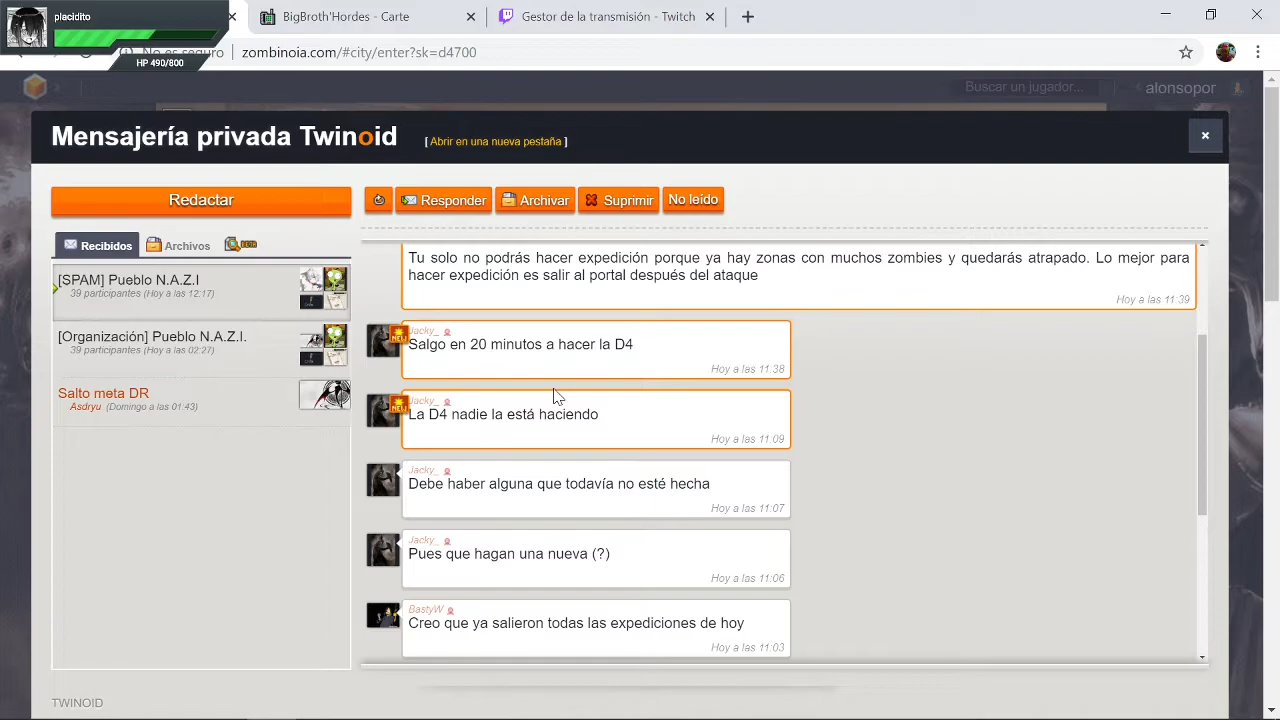 placidito
HP 490/800
BigBroth'Hordes - Carte
Gestor de la transmisión - Twitch
No es seguro
zombinoia.com/#city/enter?sk=d4700
Buscar un jugador...
alonsopor
Mensajería privada Twinoid
[ Abrir en una nueva pestaña ]
Redactar
Responder
Archivar
Suprimir
No leído
Recibidos
Archivos
[SPAM] Pueblo N.A.Z.I
39 participantes (Hoy a las 12:17)
[Organización] Pueblo N.A.Z.I.
39 participantes (Hoy a las 02:27)
Salto meta DR
Asdryu (Domingo a las 01:43)
Tu solo no podrás hacer expedición porque ya hay zonas con muchos zombies y quedarás atrapado. Lo mejor para
hacer expedición es salir al portal después del ataque
Hoy a las 11:39
Jacky_
NEW
Salgo en 20 minutos a hacer la D4
Hoy a las 11:38
Jacky_
NEW
La D4 nadie la está haciendo
Hoy a las 11:09
Jacky_
Debe haber alguna que todavía no esté hecha
Hoy a las 11:07
Jacky_
Pues que hagan una nueva (?)
Hoy a las 11:06
BastyW
Creo que ya salieron todas las expediciones de hoy
Hoy a las 11:03
TWINOID